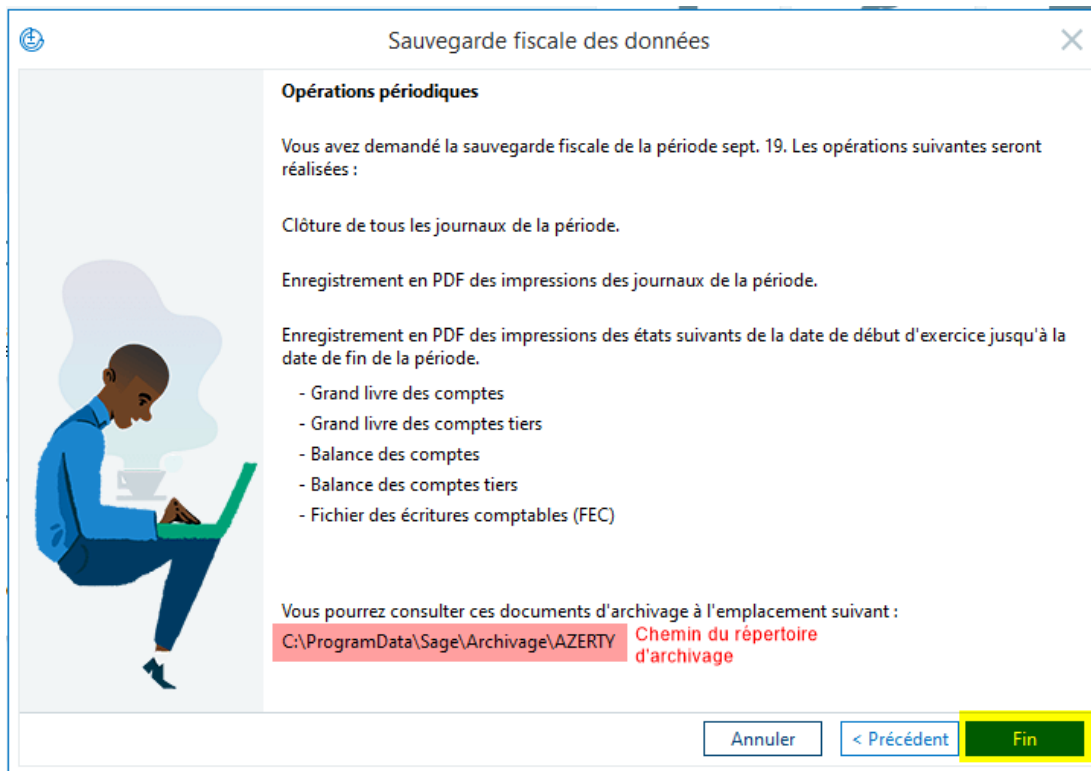 Sauvegarde fiscale des données
Opérations périodiques
Vous avez demandé la sauvegarde fiscale de la période sept. 19. Les opérations suivantes seront
réalisées :
Clôture de tous les journaux de la période.
Enregistrement en PDF des impressions des journaux de la période.
Enregistrement en PDF des impressions des états suivants de la date de début d'exercice jusqu'à la
date de fin de la période.
- Grand livre des comptes
- Grand livre des comptes tiers
- Balance des comptes
- Balance des comptes tiers
- Fichier des écritures comptables (FEC)
Vous pourrez consulter ces documents d'archivage à l'emplacement suivant :
C:\ProgramData\Sage\Archivage\AZERTY
Chemin du répertoire
d'archivage
Annuler
< Précédent
Fin